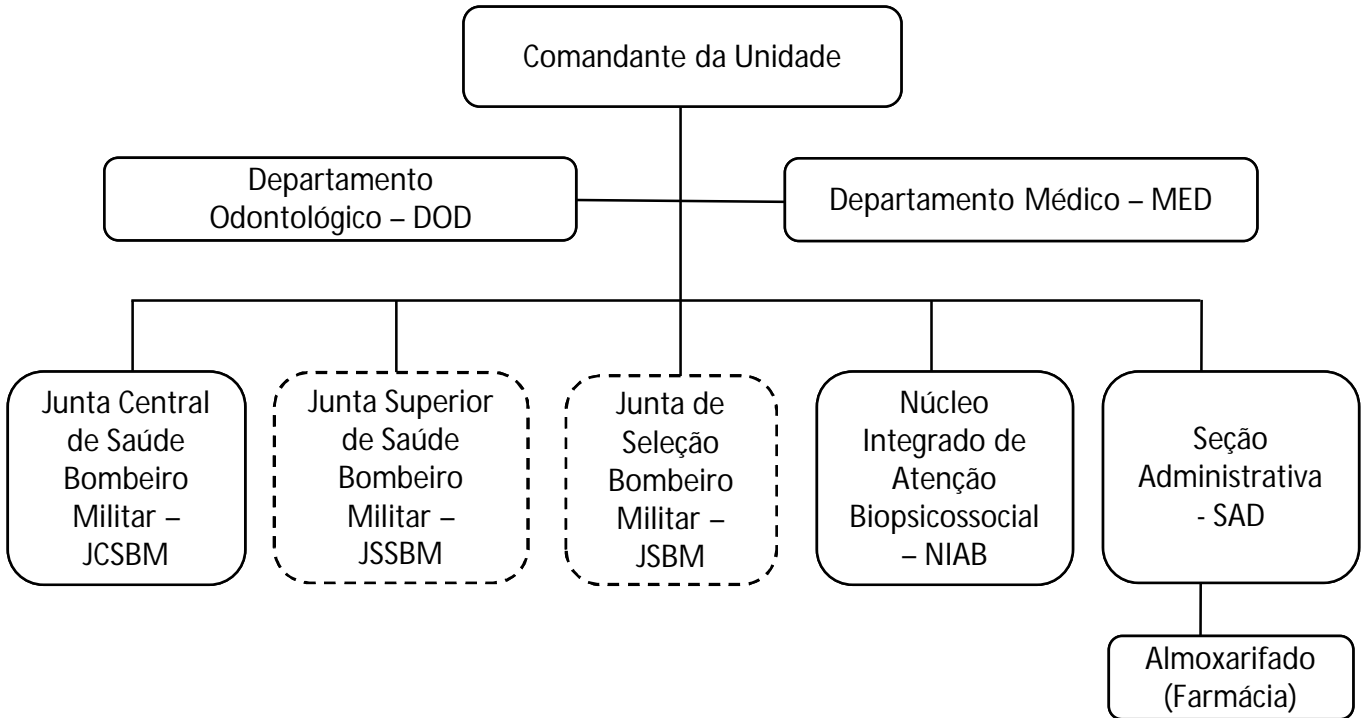 Comandante da Unidade
Departamento
Odontológico – DOD
Departamento Médico – MED
Junta Central
de Saúde
Bombeiro
Militar –
JCSBM
Junta Superior
de Saúde
Bombeiro
Militar –
JSSBM
Junta de
Seleção
Bombeiro
Militar –
JSBM
Núcleo
Integrado de
Atenção
Biopsicossocial
– NIAB
Seção
Administrativa
- SAD
Almoxarifado
(Farmácia)